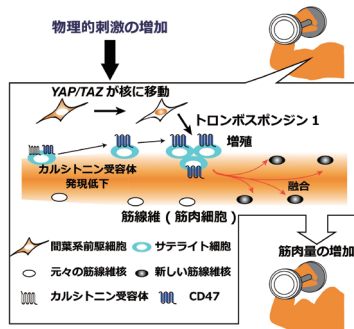 物理的刺激の増加
YAP/TAZ が核に移動
トロンボスポンジン 1
増殖
カルシトニン受容体
発現低下
融合
筋線維 ( 筋肉細胞 )
間葉系前駆細胞
サテライト細胞
元々の筋線維核
新しい筋線維核
カルシトニン受容体
CD47
筋肉量の増加